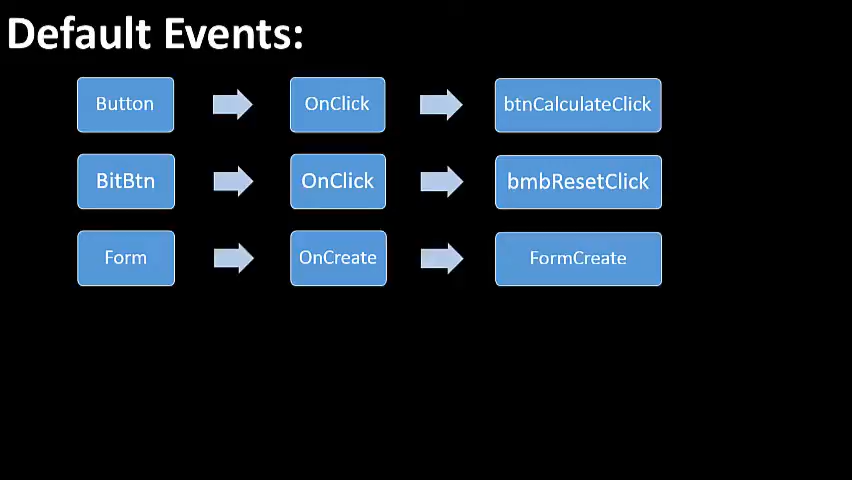 Default Events:
Button OnClick btnCalculateClick
BitBtn OnClick bmbResetClick
Form OnCreate FormCreate